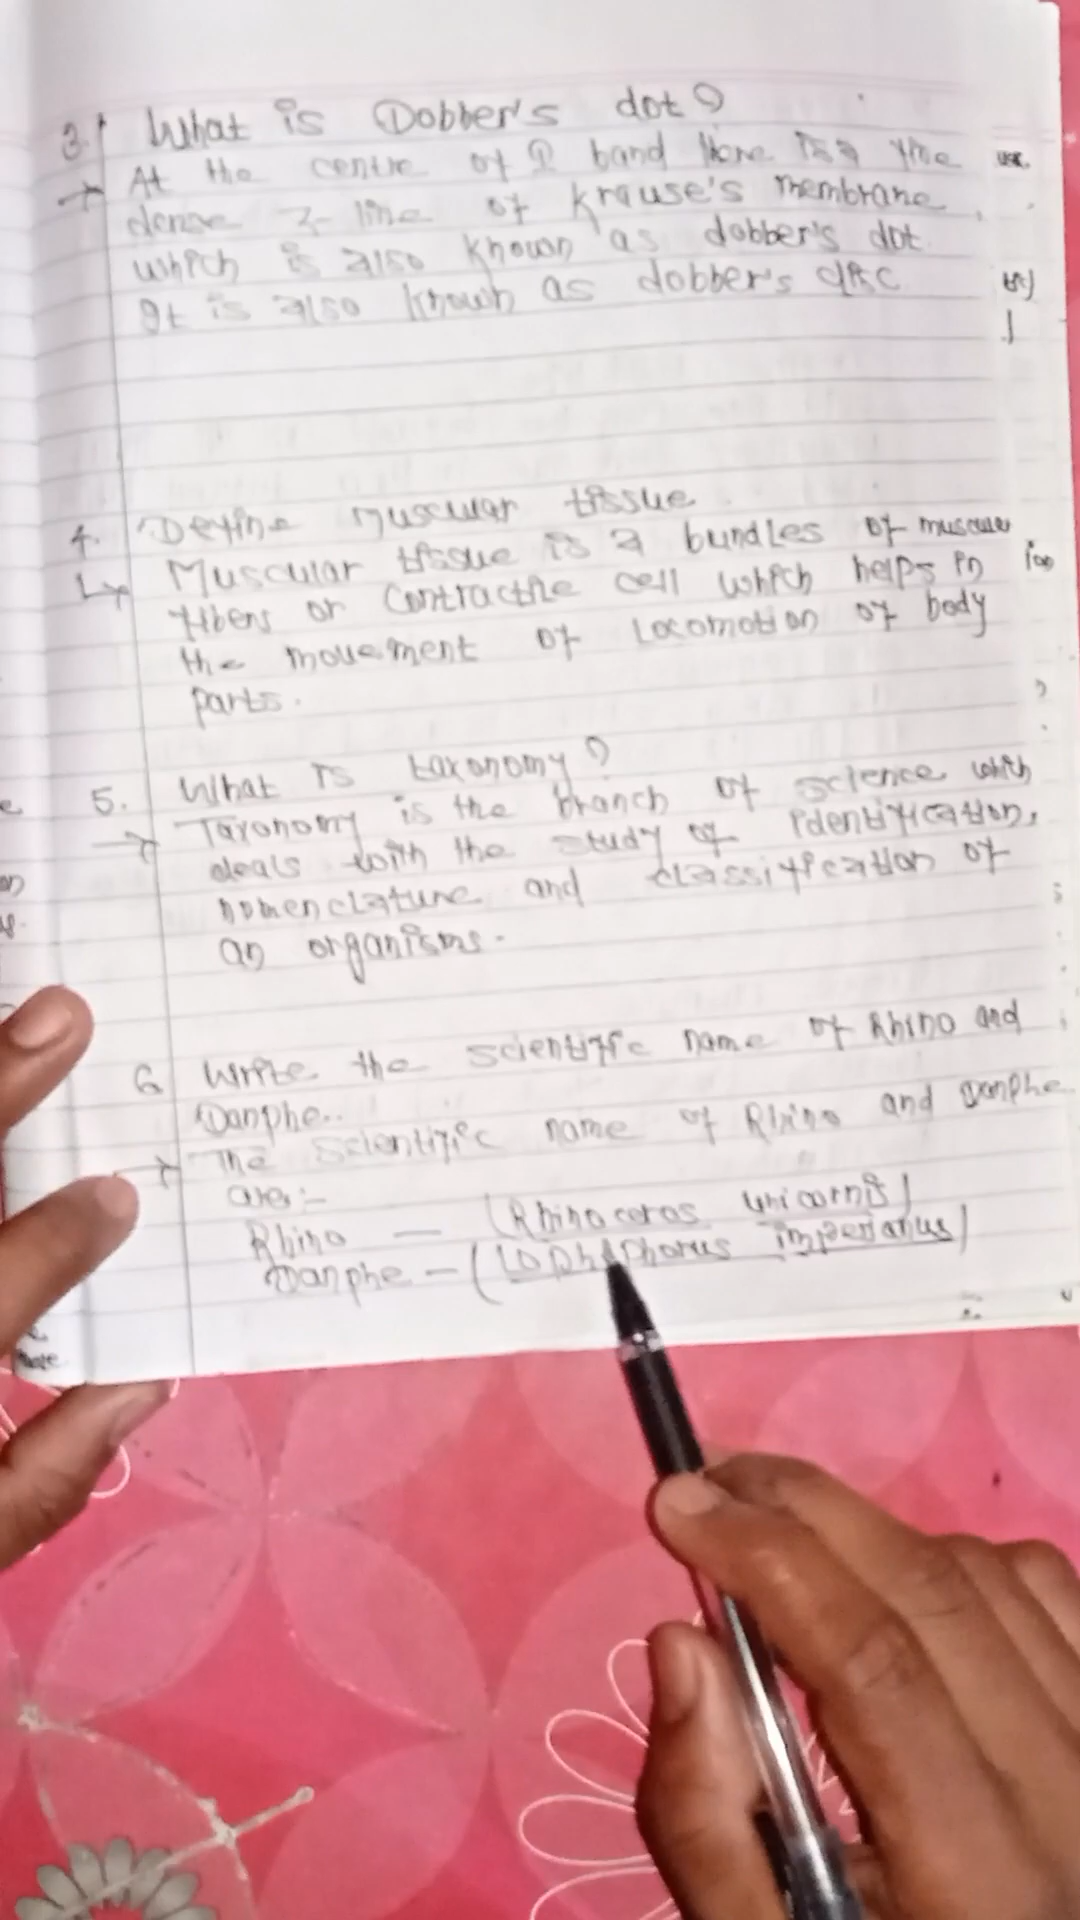 3. What is Dobber's dot?
→ At the centre of I band there is a the
dense z-line of Krause's membrane,
which is also known as dobber's dot.
It is also known as dobber's disc
4. Define muscular tissue.
↳ Muscular tissue is a bundles of muscular
fibers or contractile cell which helps in
the movement of Locomotion of body
parts.
5. What is taxonomy?
→ Taxonomy is the branch of science which
deals with the study of identification,
nomenclature and classification of
an organisms.
6 Write the scientific name of Rhino and
Danphe..
→ The scientific name of Rhino and Danphe
are:-
Rhino — (Rhinoceros unicornis)
Danphe — (Lophophorus imperianus)